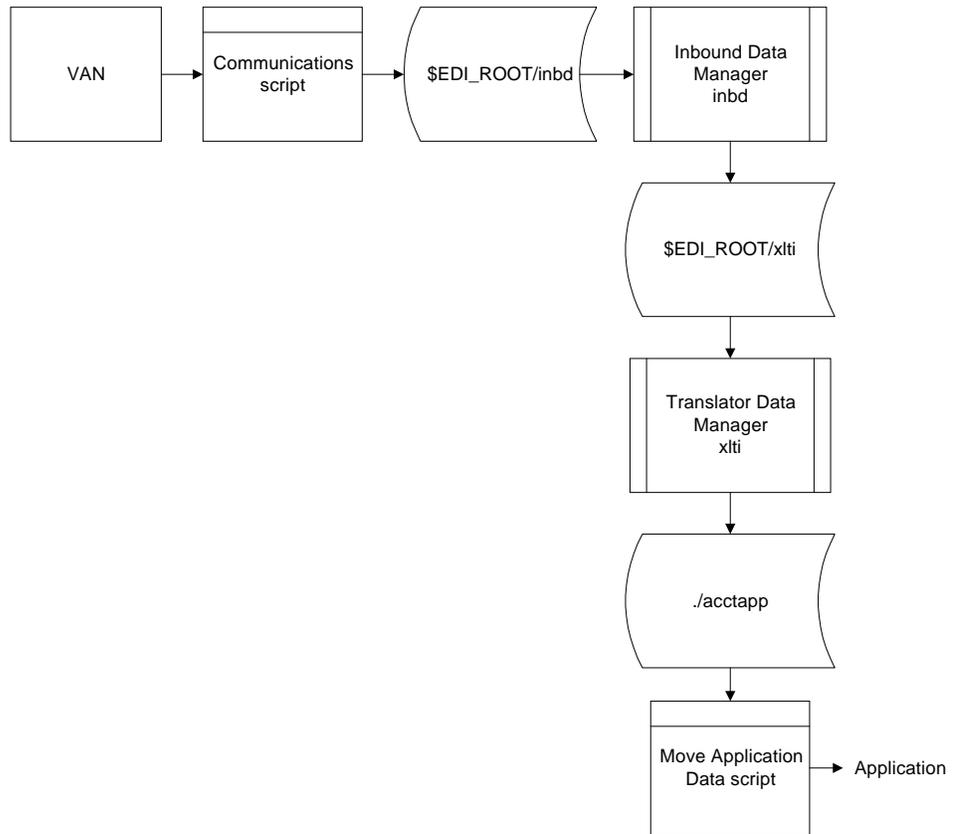 VAN
Communications
script
$EDI_ROOT/inbd
Inbound Data
Manager
inbd
$EDI_ROOT/xlti
Translator Data
Manager
xlti
./acctapp
Move Application
Data script
Application